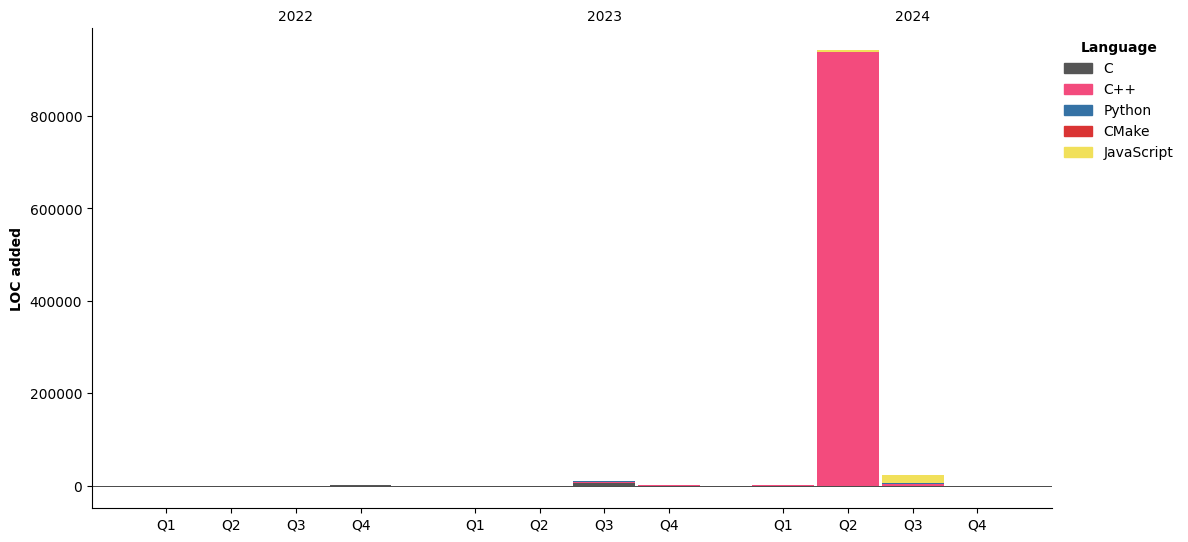 2022 2023 2024
Language
C
C++
Python
CMake
JavaScript
LOC added
800000
600000
400000
200000
0
Q1 Q2 Q3 Q4 Q1 Q2 Q3 Q4 Q1 Q2 Q3 Q4